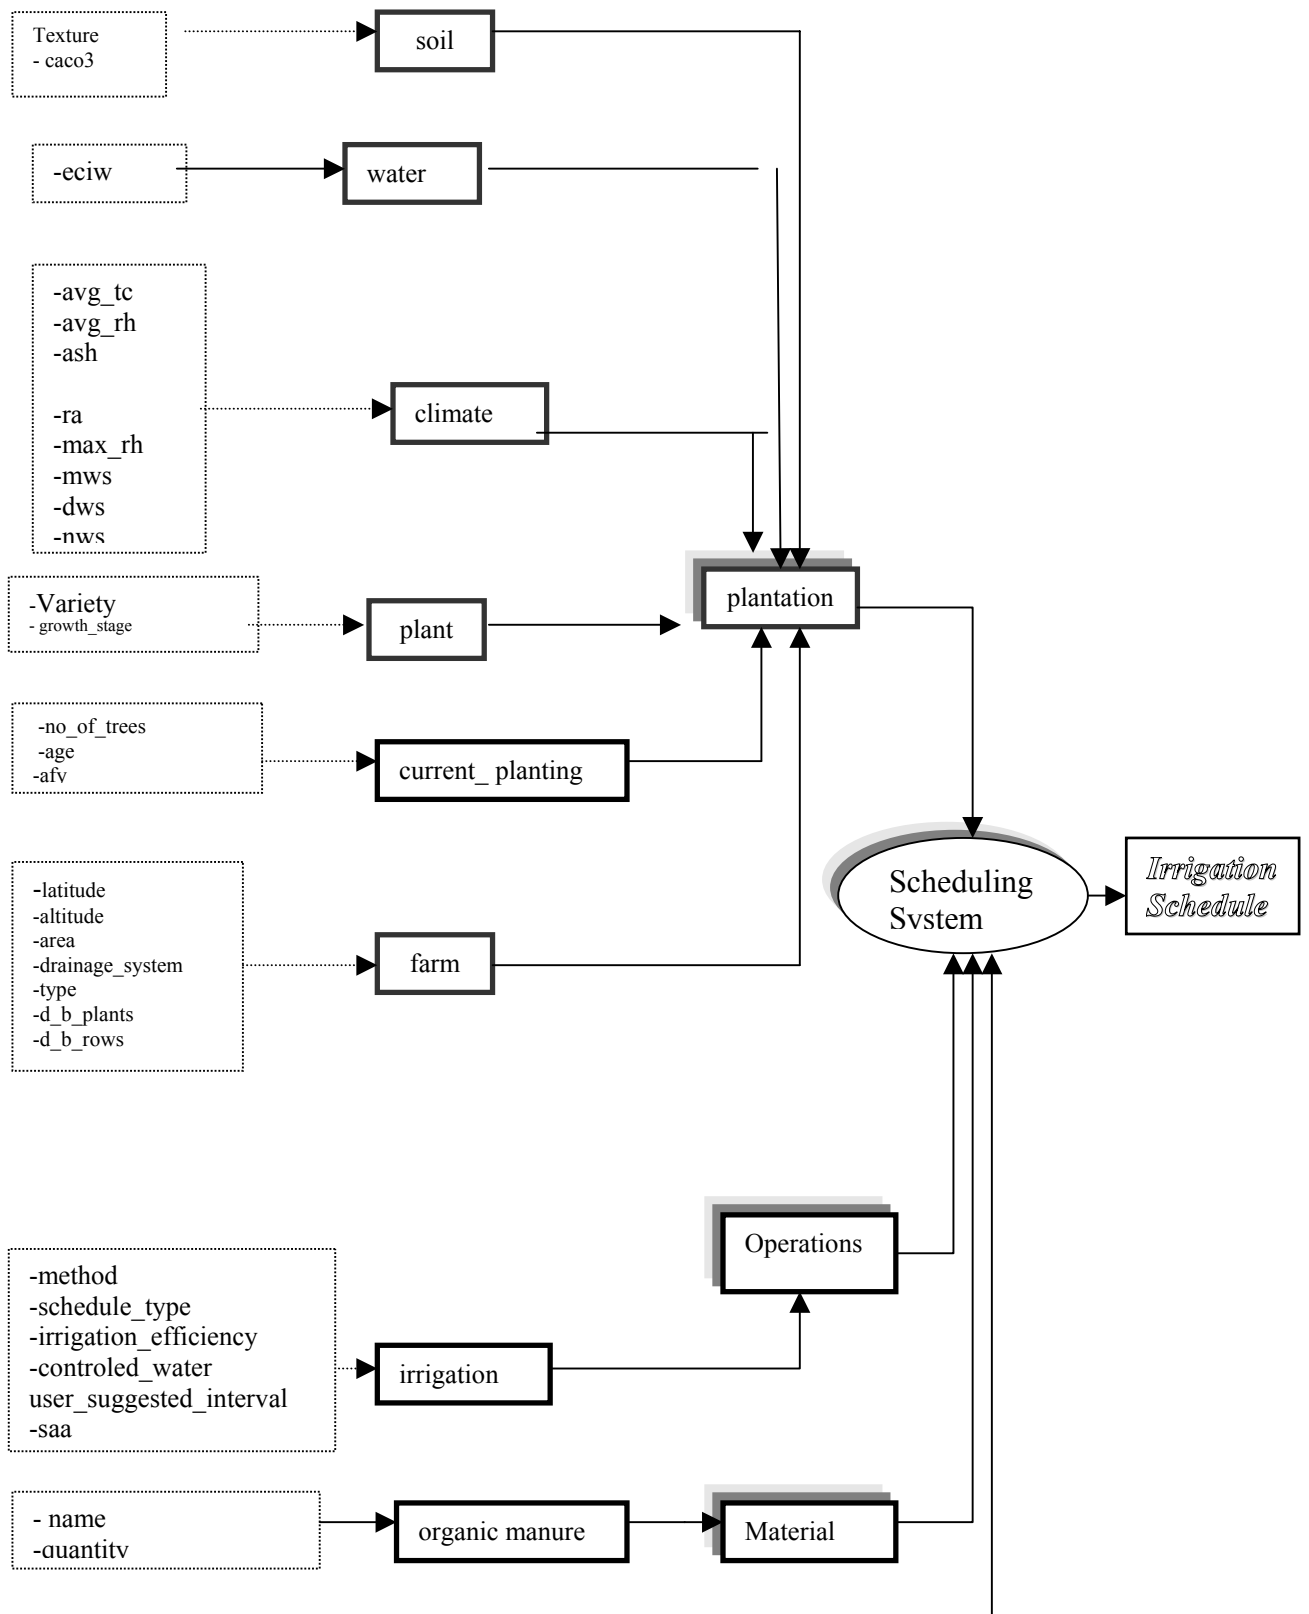 Texture
- caco3
soil
-eciw
water
-avg_tc
-avg_rh
-ash
-ra
-max_rh
-mws
-dws
-nws
climate
plantation
-Variety
- growth_stage
plant
-no_of_trees
-age
-afv
current_ planting
-latitude
-altitude
-area
-drainage_system
-type
-d_b_plants
-d_b_rows
farm
Scheduling
System
Irrigation
Schedule
Operations
-method
-schedule_type
-irrigation_efficiency
-controled_water
user_suggested_interval
-saa
irrigation
- name
-quantity
organic manure
Material